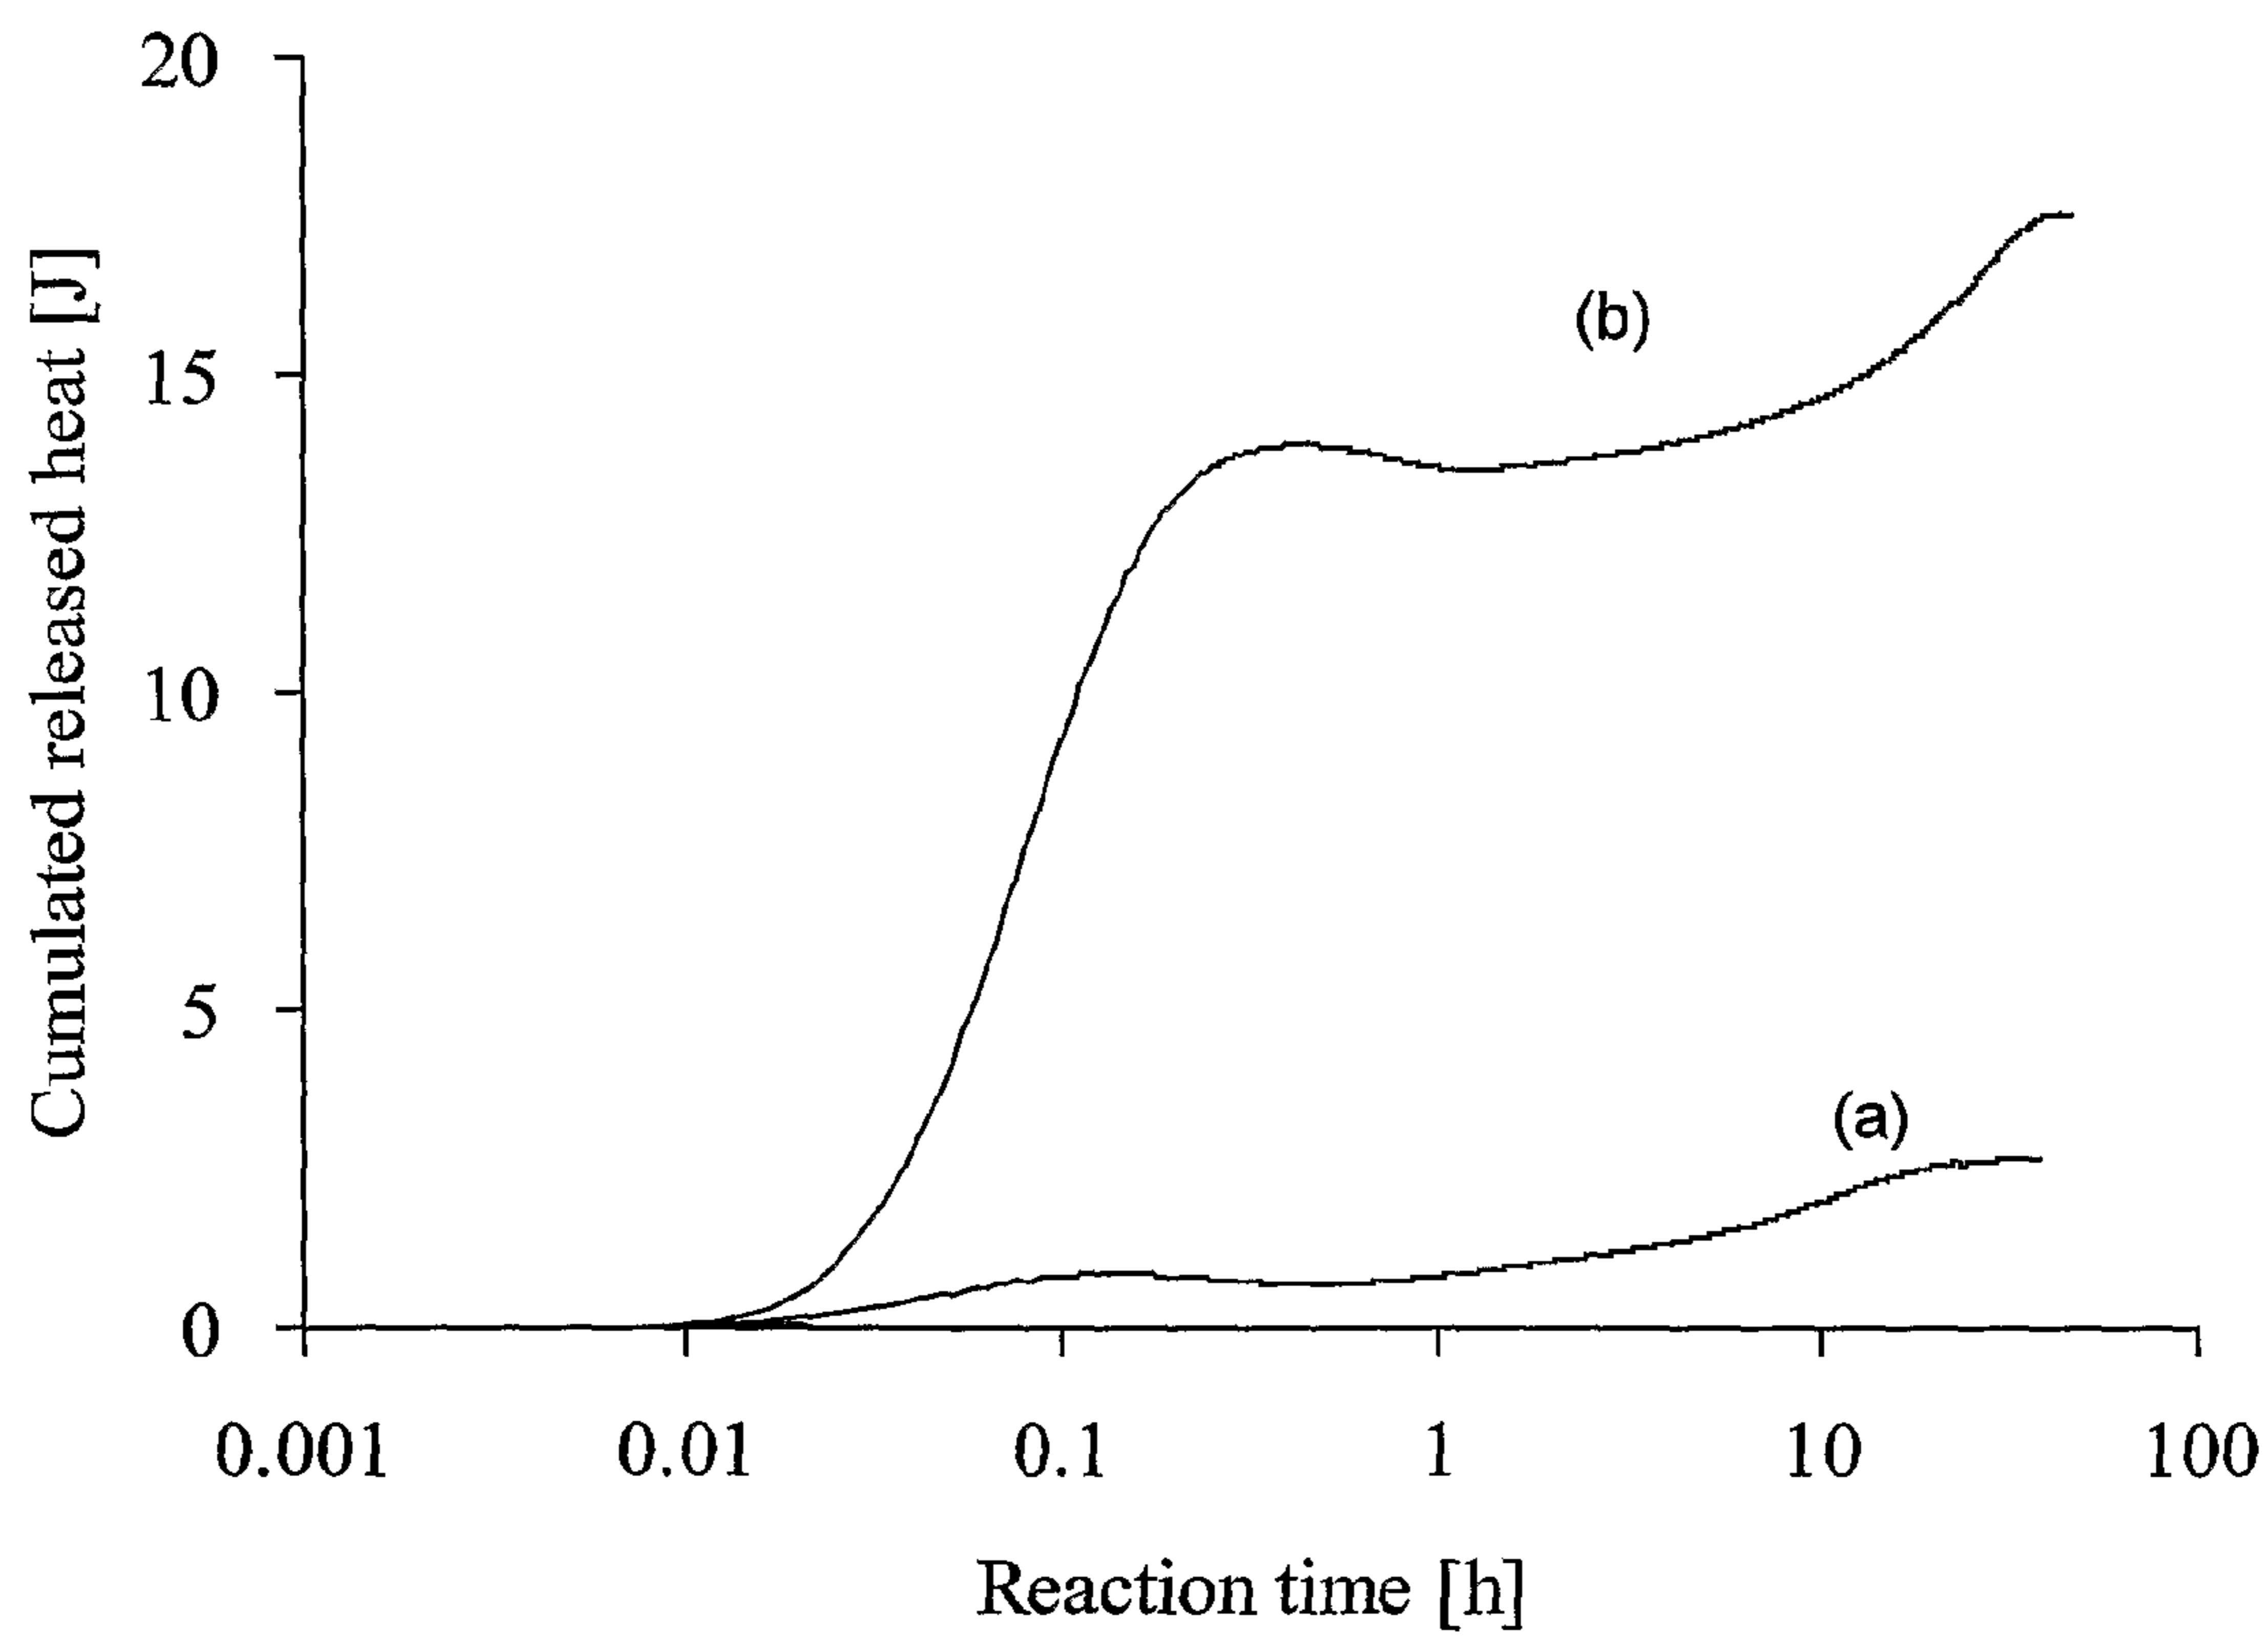 Cumulated released heat [J]
20
15
10
5
0
(b)
(a)
0.001
0.01
0.1
1
10
100
Reaction time [h]